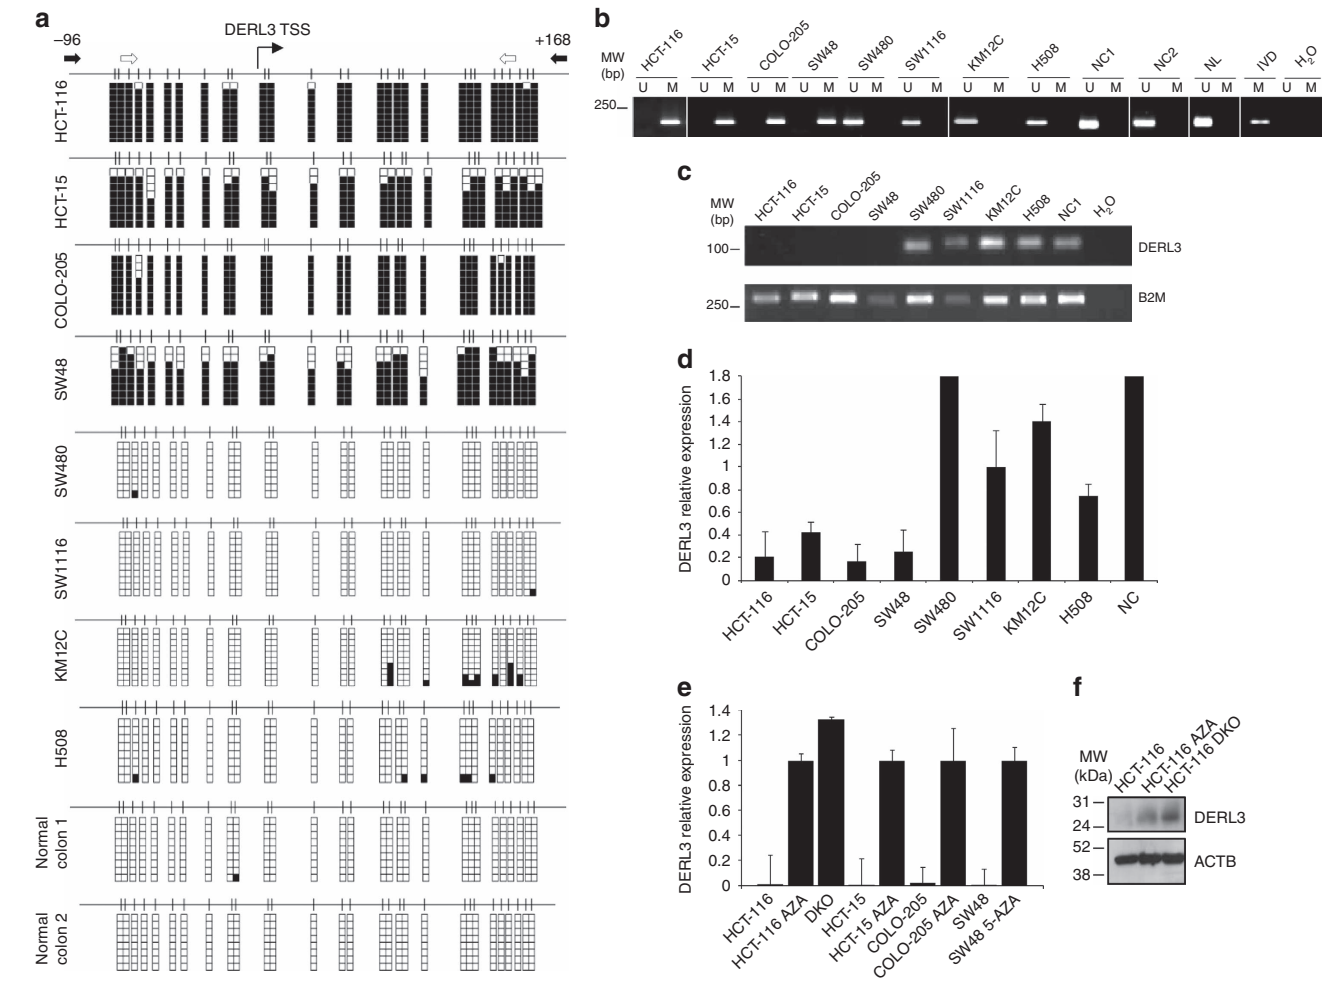 a
DERL3 TSS
–96
+168
HCT-116
HCT-15
COLO-205
SW48
SW480
SW1116
KM12C
H508
Normal
colon 1
Normal
colon 2
b
MW
(bp)
HCT-116
HCT-15
COLO-205
SW48
SW480
SW1116
KM12C
H508
NC1
NC2
NL
IVD
H2O
U M U M U M U M U M U M U M U M U M U M U M M U M
250
c
MW
(bp)
HCT-116
HCT-15
COLO-205
SW48
SW480
SW1116
KM12C
H508
NC1
H2O
100
DERL3
250
B2M
d
DERL3 relative expression
1.8
1.6
1.4
1.2
1
0.8
0.6
0.4
0.2
0
HCT-116
HCT-15
COLO-205
SW48
SW480
SW1116
KM12C
H508
NC
e
DERL3 relative expression
1.4
1.2
1
0.8
0.6
0.4
0.2
0
HCT-116
HCT-116 AZA
DKO
HCT-15
HCT-15 AZA
COLO-205
COLO-205 AZA
SW48
SW48 5-AZA
f
MW
(kDa)
HCT-116
HCT-116 AZA
HCT-116 DKO
31
24
DERL3
52
38
ACTB